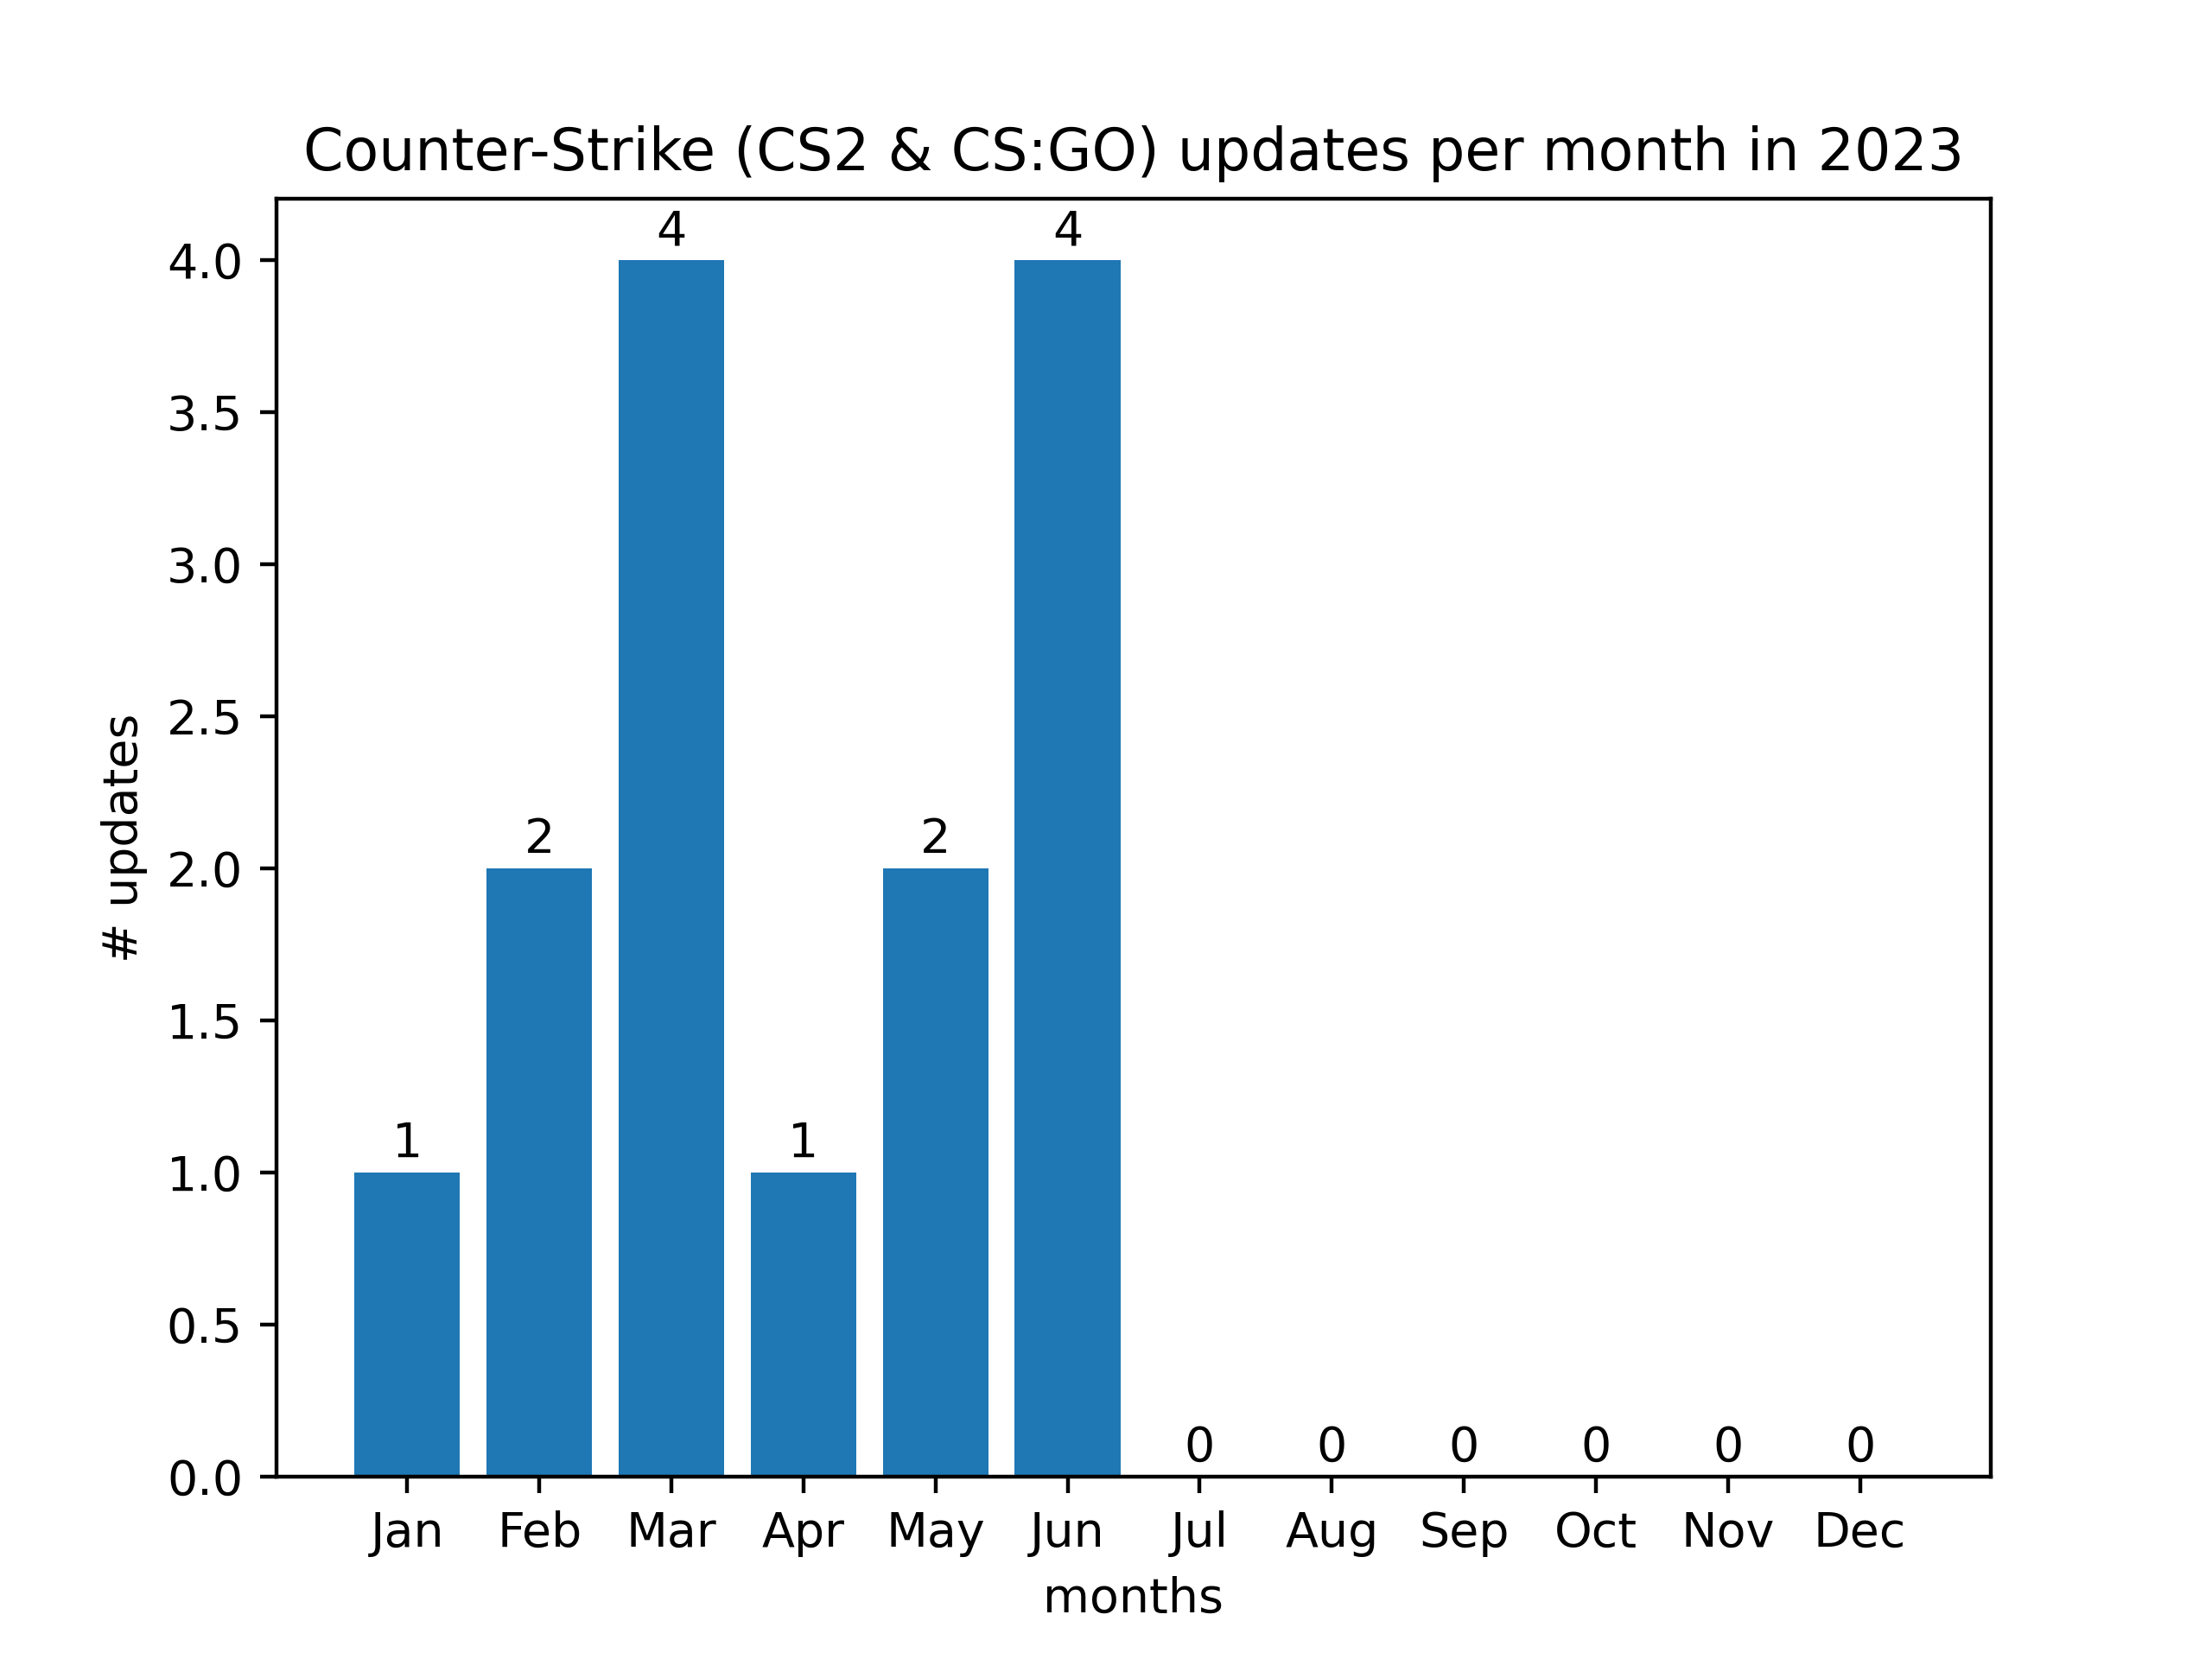 Counter-Strike (CS2 & CS:GO) updates per month in 2023
4 4
4.0
3.5
3.0
2.5
2 2
2.0
1.5
1 1
1.0
0.5
0 0 0 0 0 0
0.0
# updates
Jan Feb Mar Apr May Jun Jul Aug Sep Oct Nov Dec
months